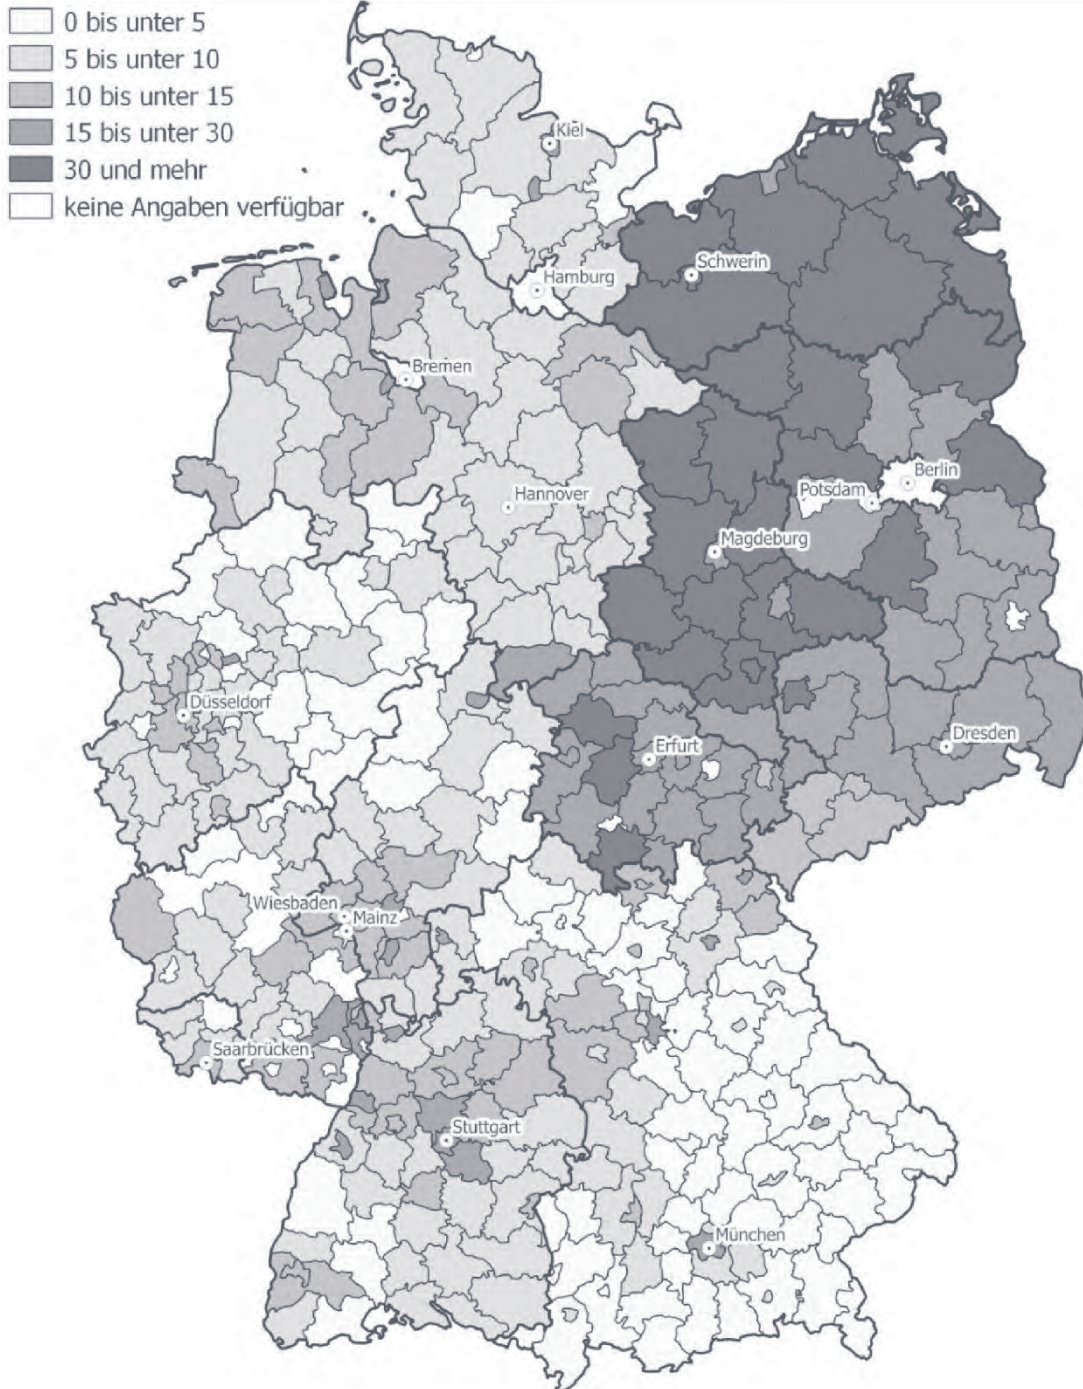 0 bis unter 5
5 bis unter 10
10 bis unter 15
15 bis unter 30
30 und mehr
keine Angaben verfügbar
Kiel
Schwerin
Hamburg
Bremen
Berlin
Potsdam
Hannover
Magdeburg
Düsseldorf
Dresden
Erfurt
Wiesbaden
Mainz
Saarbrücken
Stuttgart
München